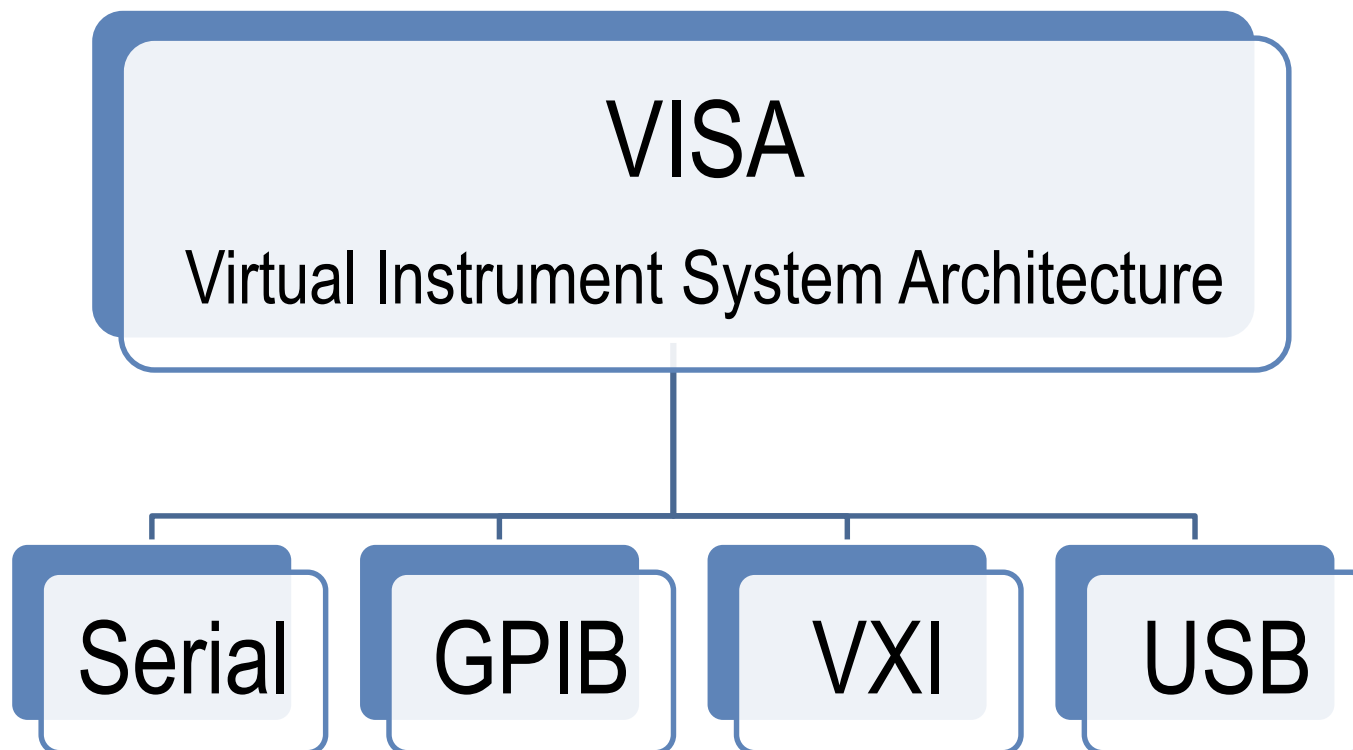 VISA
Virtual Instrument System Architecture
Serial
GPIB
VXI
USB